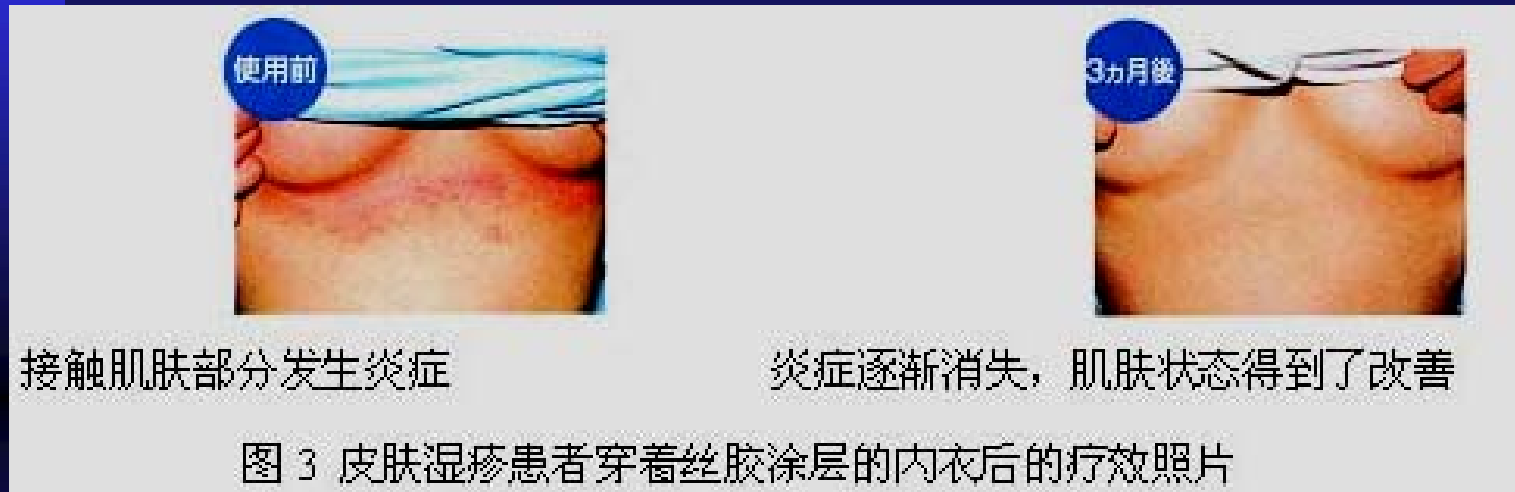 使用前
3ヵ月後
接触肌肤部分发生炎症
炎症逐渐消失，肌肤状态得到了改善
图 3 皮肤湿疹患者穿着丝胶涂层的内衣后的疗效照片